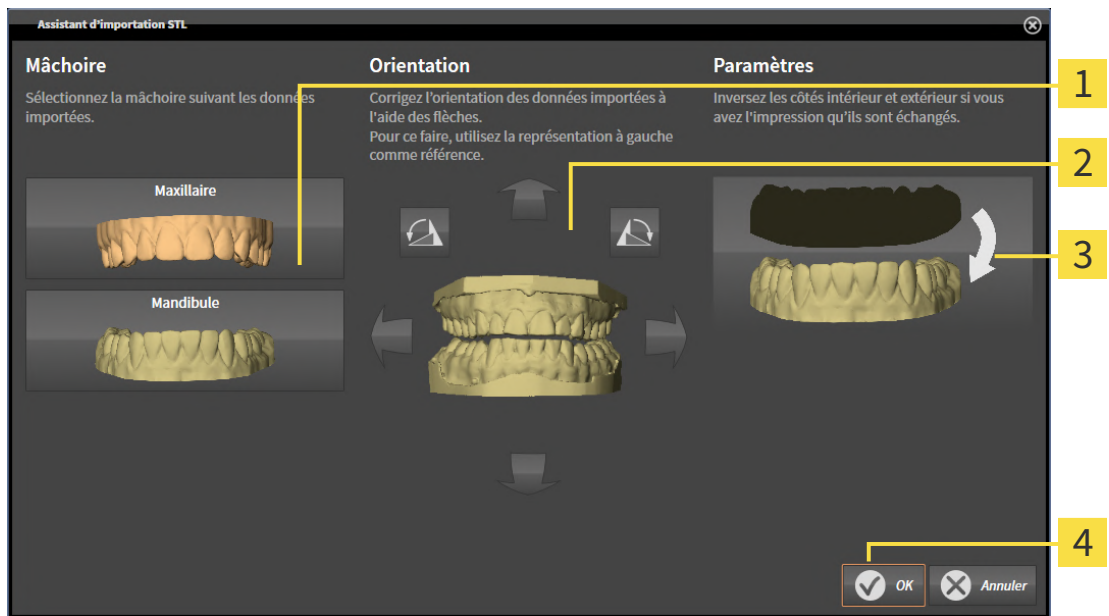 Assistant d'importation STL
Mâchoire
Sélectionnez la mâchoire suivant les données
importées.
Maxillaire
Mandibule
Orientation
Corrigez l'orientation des données importées à
l'aide des flèches.
Pour ce faire, utilisez la représentation à gauche
comme référence.
Paramètres
Inversez les côtés intérieur et extérieur si vous
avez l'impression qu'ils sont échangés.
OK
Annuler
1
2
3
4